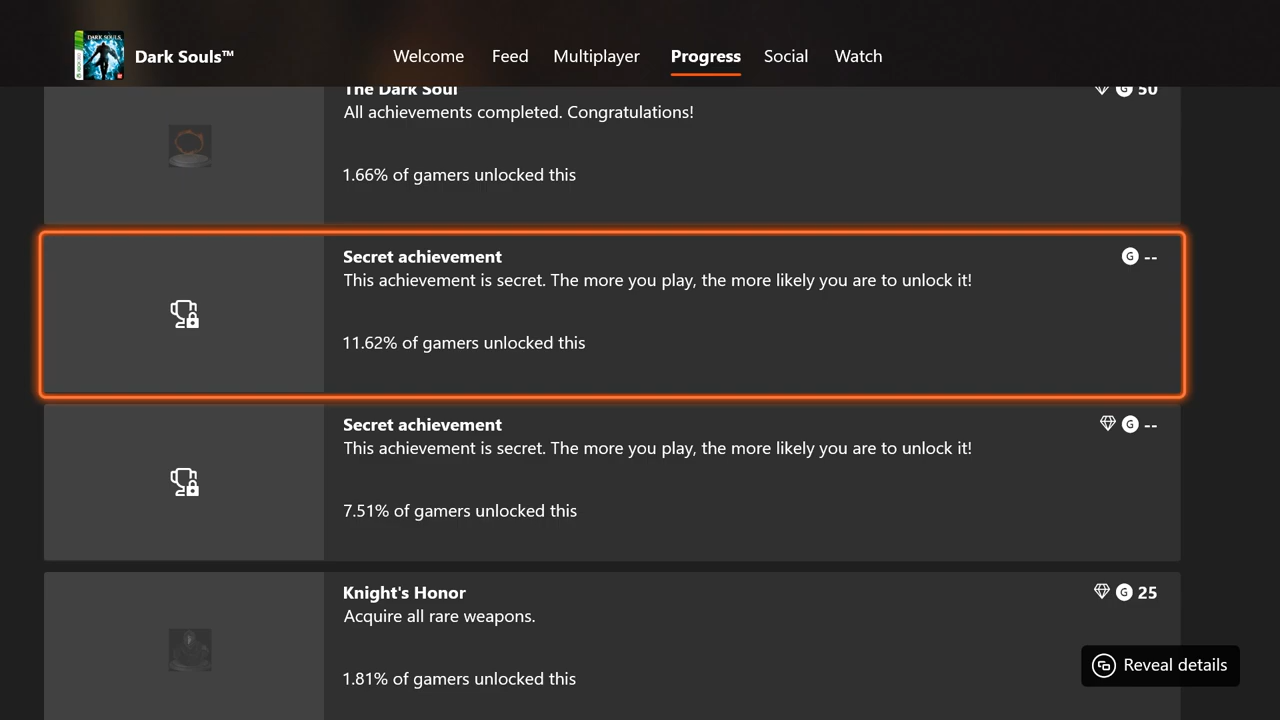 Dark Souls™
Welcome Feed Multiplayer Progress Social Watch
The Dark Soul
G 50
All achievements completed. Congratulations!
1.66% of gamers unlocked this
Secret achievement
G --
This achievement is secret. The more you play, the more likely you are to unlock it!
11.62% of gamers unlocked this
Secret achievement
G --
This achievement is secret. The more you play, the more likely you are to unlock it!
7.51% of gamers unlocked this
Knight's Honor
G 25
Acquire all rare weapons.
1.81% of gamers unlocked this
Reveal details